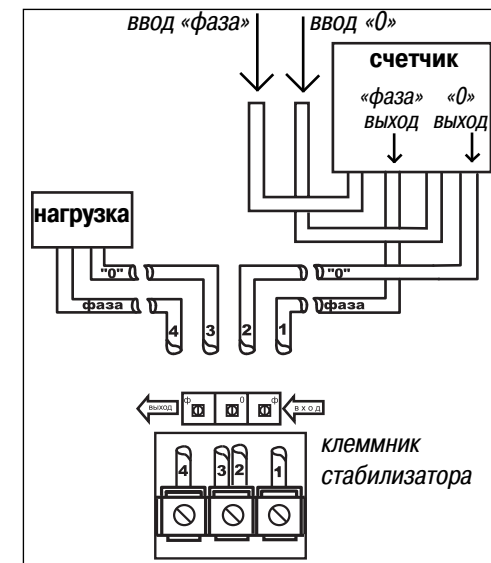 ввод «фаза» ввод «0»
счетчик
«фаза» «0»
выход выход
нагрузка
"0" "0"
фаза фаза
4 3 2 1
ф 0 ф
выход вход
клеммник
стабилизатора
4 3 2 1